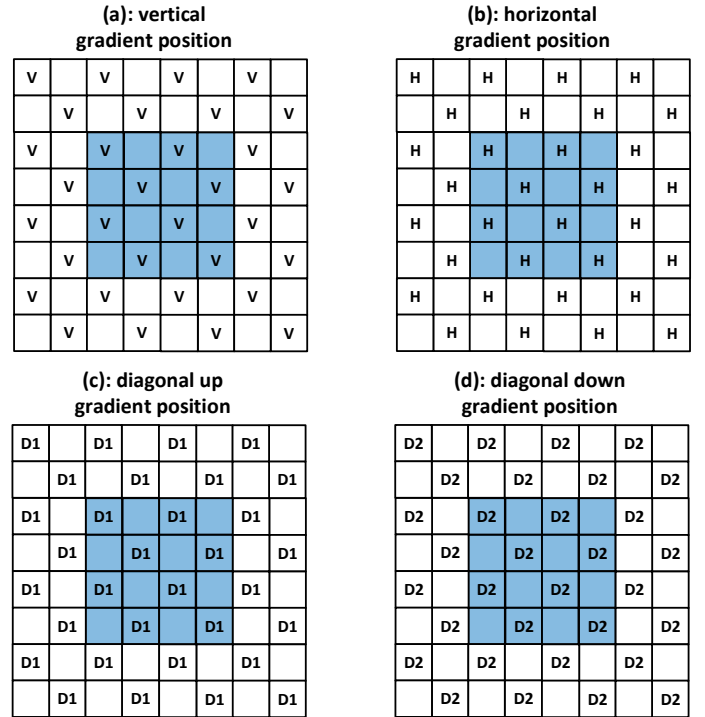 (a): vertical
gradient position
V V V V
V V V V
V V V V
V V V V
V V V V
V V V V
V V V V
V V V V
(b): horizontal
gradient position
H H H H
H H H H
H H H H
H H H H
H H H H
H H H H
H H H H
H H H H
(c): diagonal up
gradient position
D1 D1 D1 D1
D1 D1 D1 D1
D1 D1 D1 D1
D1 D1 D1 D1
D1 D1 D1 D1
D1 D1 D1 D1
D1 D1 D1 D1
D1 D1 D1 D1
(d): diagonal down
gradient position
D2 D2 D2 D2
D2 D2 D2 D2
D2 D2 D2 D2
D2 D2 D2 D2
D2 D2 D2 D2
D2 D2 D2 D2
D2 D2 D2 D2
D2 D2 D2 D2